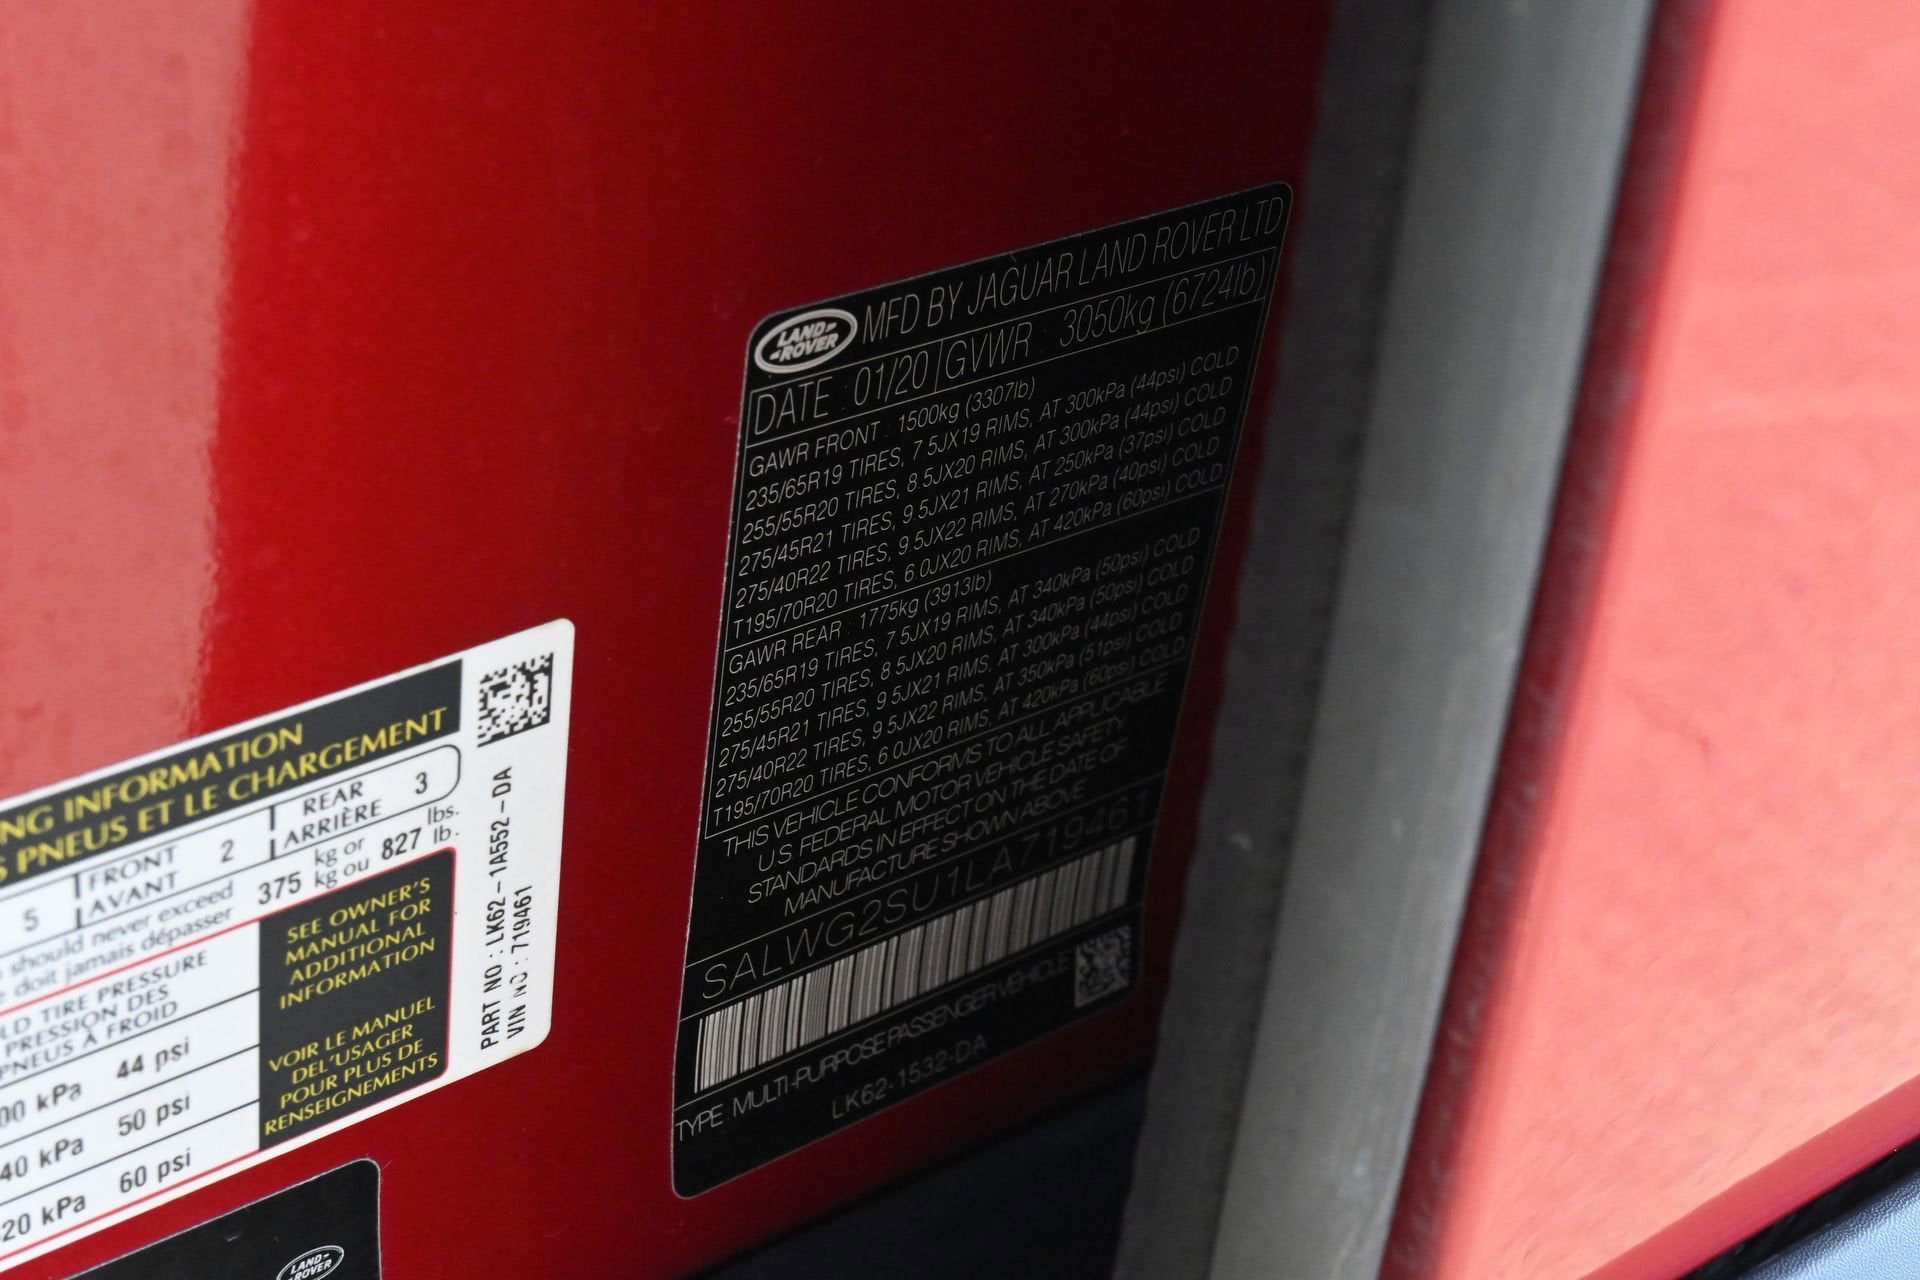 LAND-
-ROVER
MFD BY JAGUAR LAND ROVER LTD
DATE : 01/20 GVWR : 3050kg (6724lb)
GAWR FRONT : 1500kg (3307lb)
235/65R19 TIRES, 7.5JX19 RIMS, AT 300kPa (44psi) COLD
255/55R20 TIRES, 8.5JX20 RIMS, AT 300kPa (44psi) COLD
275/45R21 TIRES, 9.5JX21 RIMS, AT 250kPa (37psi) COLD
275/40R22 TIRES, 9.5JX22 RIMS, AT 270kPa (40psi) COLD
T195/70R20 TIRES, 6.0JX20 RIMS, AT 420kPa (60psi) COLD
GAWR REAR : 1775kg (3913lb)
235/65R19 TIRES, 7.5JX19 RIMS, AT 340kPa (50psi) COLD
255/55R20 TIRES, 8.5JX20 RIMS, AT 340kPa (50psi) COLD
275/45R21 TIRES, 9.5JX21 RIMS, AT 300kPa (44psi) COLD
275/40R22 TIRES, 9.5JX22 RIMS, AT 350kPa (51psi) COLD
T195/70R20 TIRES, 6.0JX20 RIMS, AT 420kPa (60psi) COLD
THIS VEHICLE CONFORMS TO ALL APPLICABLE
U.S FEDERAL MOTOR VEHICLE SAFETY
STANDARDS IN EFFECT ON THE DATE OF
MANUFACTURE SHOWN ABOVE
SALWG2SU1LA719461
TYPE MULTI-PURPOSE PASSENGER VEHICLE
LK62-1532-DA
NG INFORMATION
S PNEUS ET LE CHARGEMENT
5 FRONT 2 REAR 3
AVANT ARRIÈRE
should never exceed 375 kg or 827 lbs.
doit jamais dépasser kg ou lb.
LD TIRE PRESSURE
PRESSION DES
PNEUS À FROID
00 kPa 44 psi
40 kPa 50 psi
20 kPa 60 psi
SEE OWNER'S
MANUAL FOR
ADDITIONAL
INFORMATION
VOIR LE MANUEL
DEL'USAGER
POUR PLUS DE
RENSEIGNEMENTS
PART NO : LK62-1A552-DA
VIN NO : 719461
LAND-
-ROVER